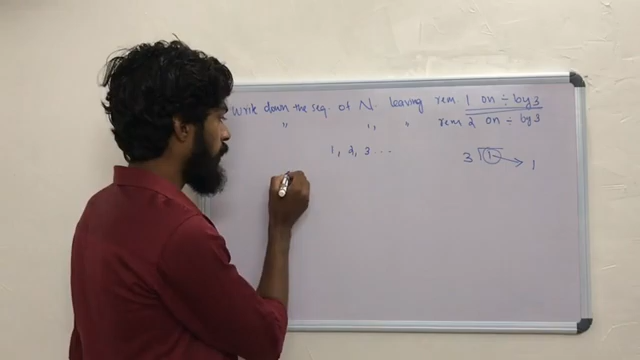 Write down the seq. of N. leaving rem 1 on ÷ by 3
" " " rem 2 on ÷ by 3
1, 2, 3 ...
3 1 1